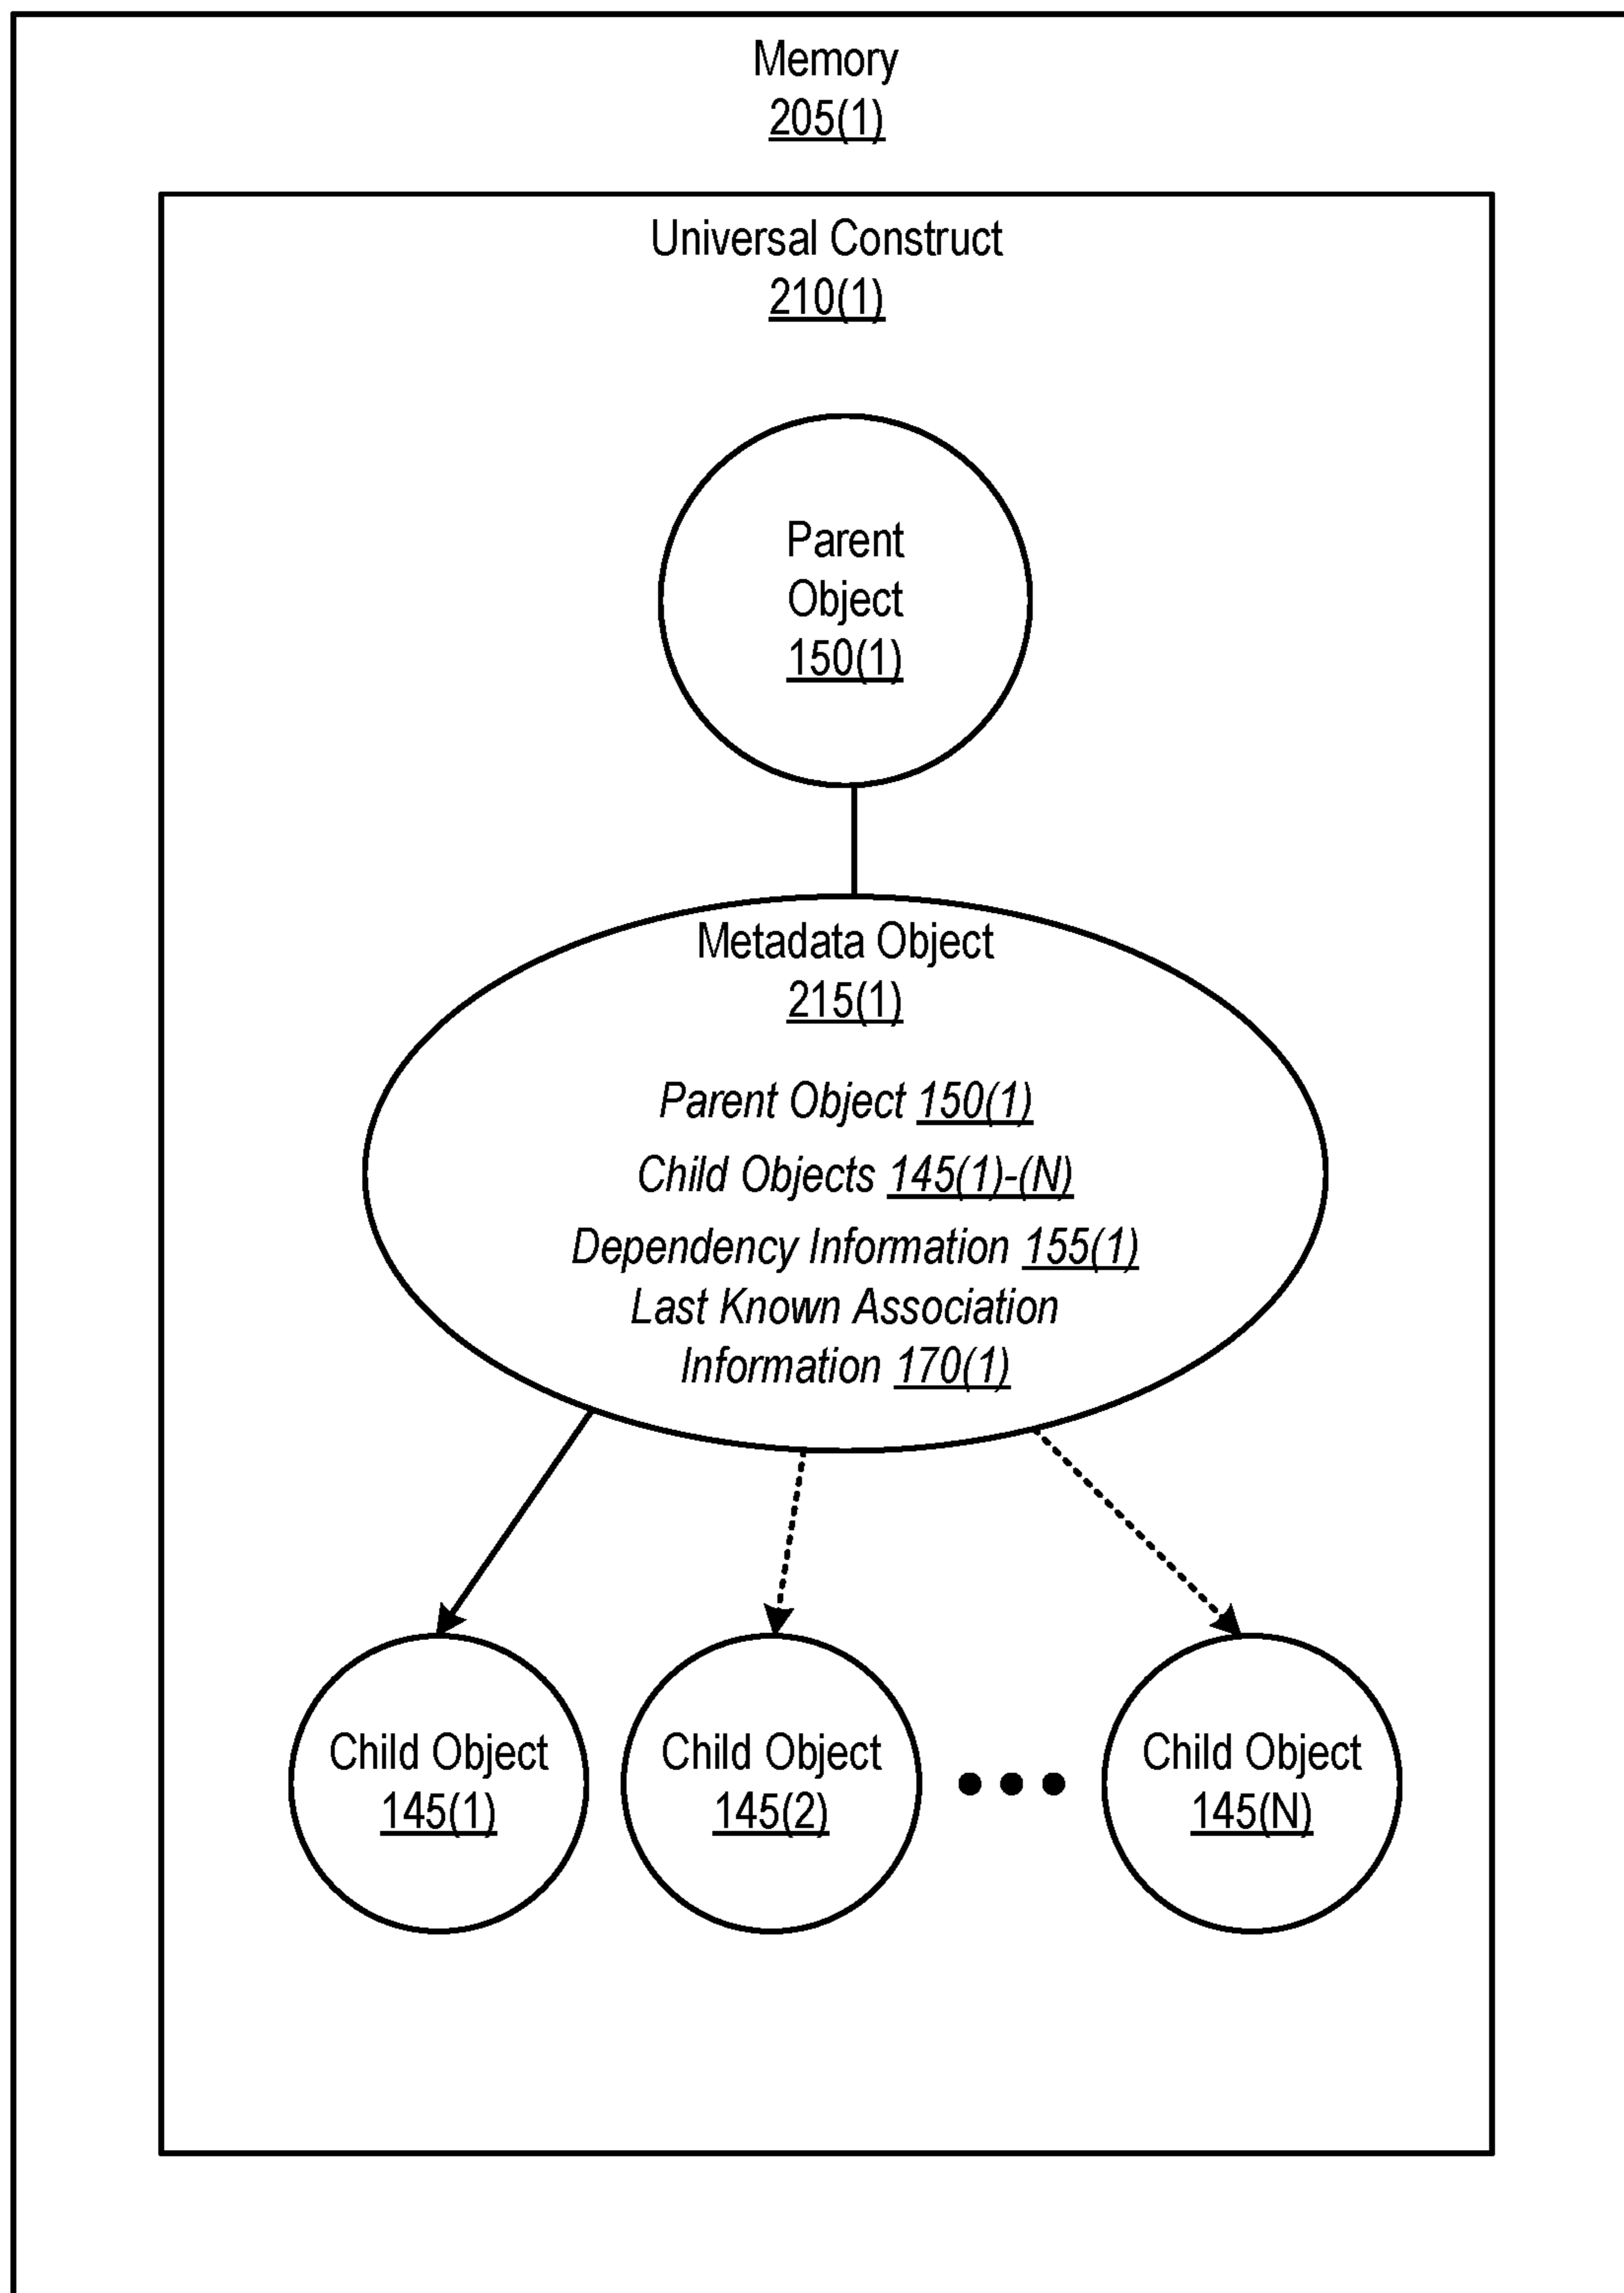 Memory
205(1)
Universal Construct
210(1)
Parent
Object
150(1)
Metadata Object
215(1)
Parent Object 150(1)
Child Objects 145(1)-(N)
Dependency Information 155(1)
Last Known Association
Information 170(1)
Child Object
145(1)
Child Object
145(2)
Child Object
145(N)